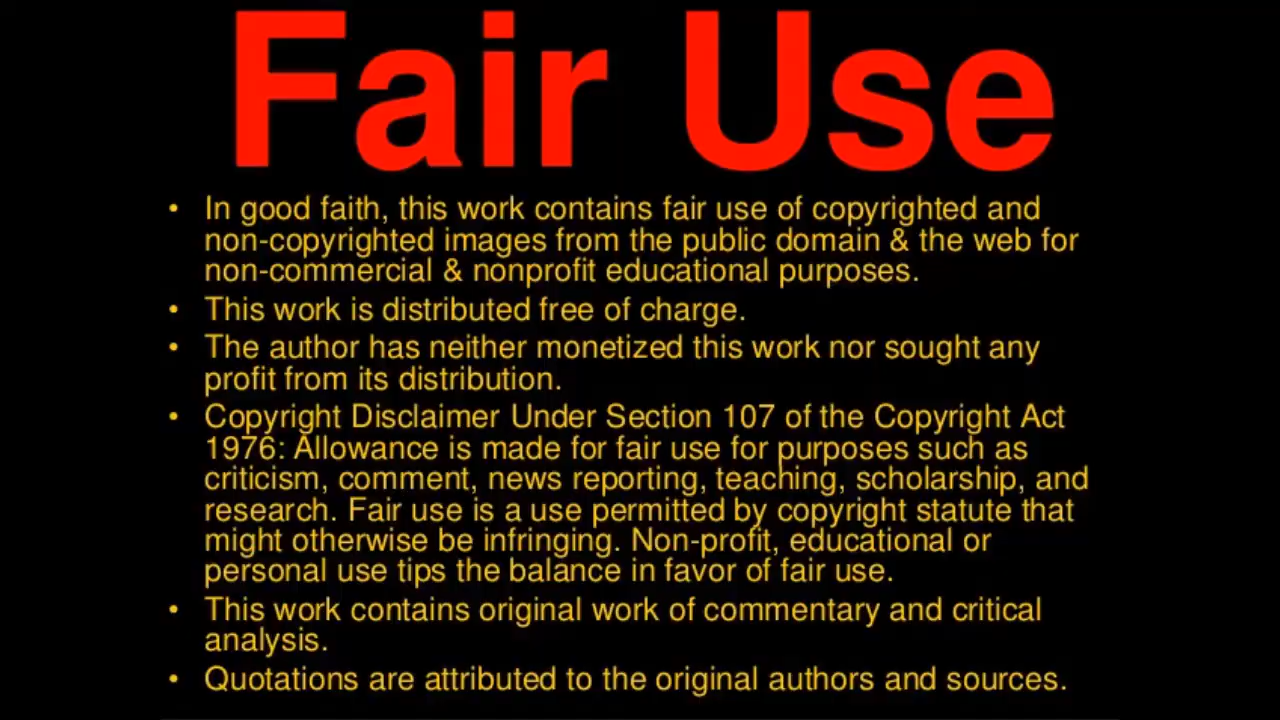 Fair Use
• In good faith, this work contains fair use of copyrighted and
non-copyrighted images from the public domain & the web for
non-commercial & nonprofit educational purposes.
• This work is distributed free of charge.
• The author has neither monetized this work nor sought any
profit from its distribution.
• Copyright Disclaimer Under Section 107 of the Copyright Act
1976: Allowance is made for fair use for purposes such as
criticism, comment, news reporting, teaching, scholarship, and
research. Fair use is a use permitted by copyright statute that
might otherwise be infringing. Non-profit, educational or
personal use tips the balance in favor of fair use.
• This work contains original work of commentary and critical
analysis.
• Quotations are attributed to the original authors and sources.